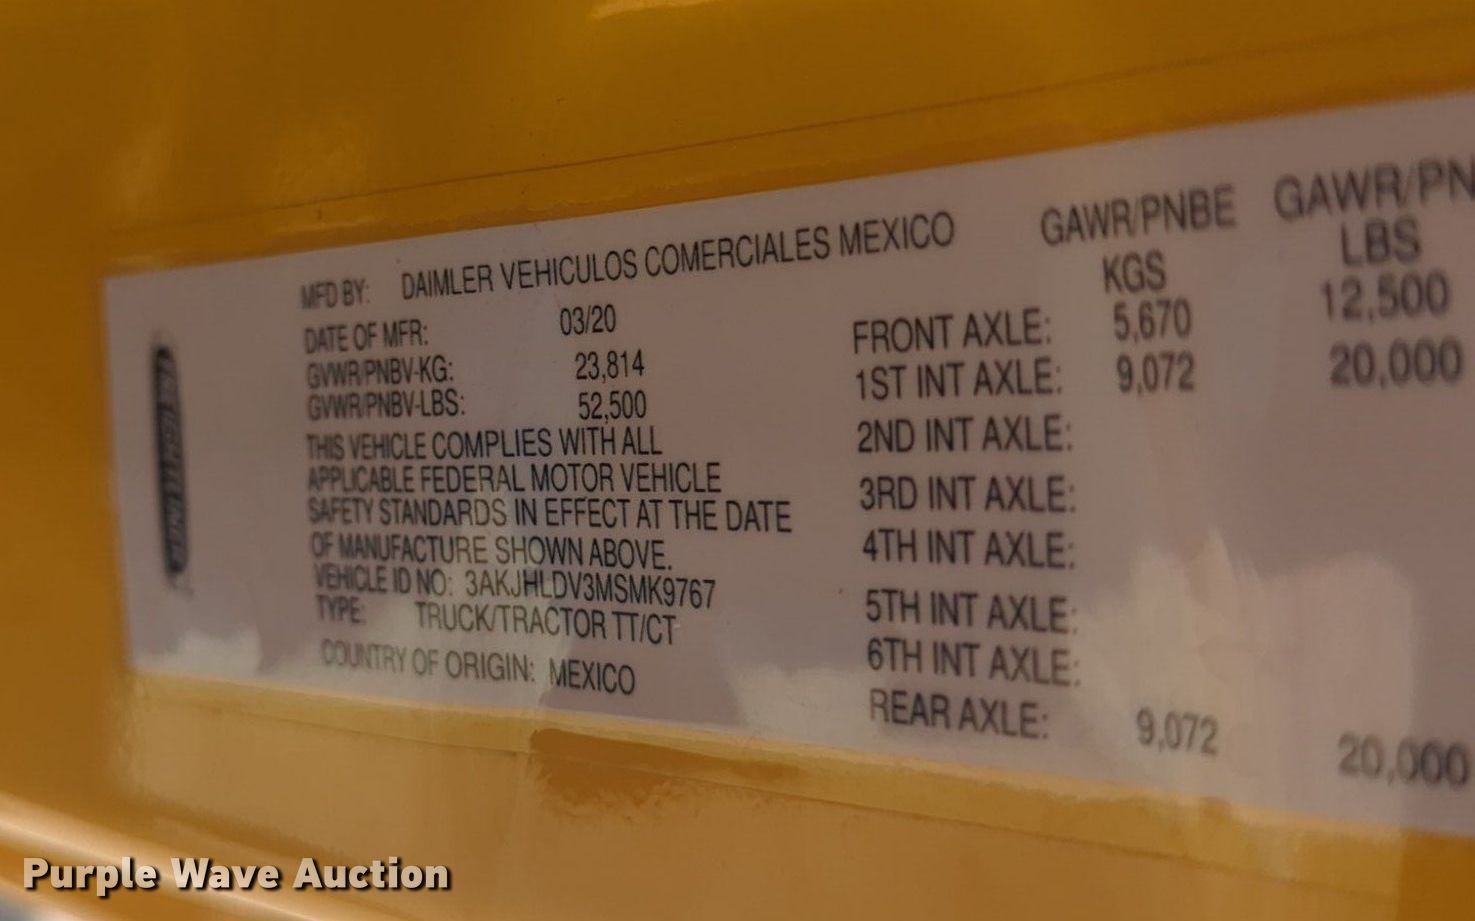 FREIGHTLINER
MFD BY: DAIMLER VEHICULOS COMERCIALES MEXICO
DATE OF MFR: 03/20
GVWR/PNBV-KG: 23,814
GVWR/PNBV-LBS: 52,500
THIS VEHICLE COMPLIES WITH ALL
APPLICABLE FEDERAL MOTOR VEHICLE
SAFETY STANDARDS IN EFFECT AT THE DATE
OF MANUFACTURE SHOWN ABOVE.
VEHICLE ID NO: 3AKJHLDV3MSMK9767
TYPE: TRUCK/TRACTOR TT/CT
COUNTRY OF ORIGIN: MEXICO
GAWR/PNBE GAWR/PN
KGS LBS
FRONT AXLE: 5,670 12,500
1ST INT AXLE: 9,072 20,000
2ND INT AXLE:
3RD INT AXLE:
4TH INT AXLE:
5TH INT AXLE:
6TH INT AXLE:
REAR AXLE: 9,072 20,000
Purple Wave Auction